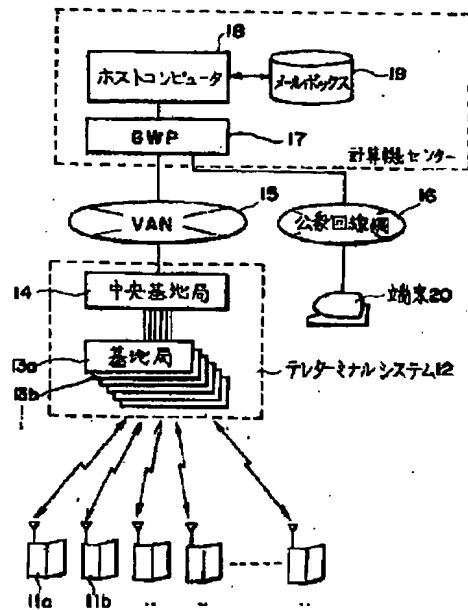 18
ホストコンピュータ
メールボックス
19
GWP
17
計算機センター
15
16
VAN
公衆回線網
14
中央基地局
端末20
13a
基地局
13b
テレターミナルシステム12
11a
11b